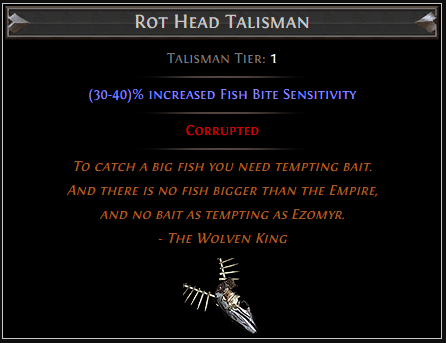 Rot Head Talisman
Talisman Tier: 1
(30-40)% increased Fish Bite Sensitivity
Corrupted
To catch a big fish you need tempting bait.
And there is no fish bigger than the Empire,
and no bait as tempting as Ezomyr.
- The Wolven King